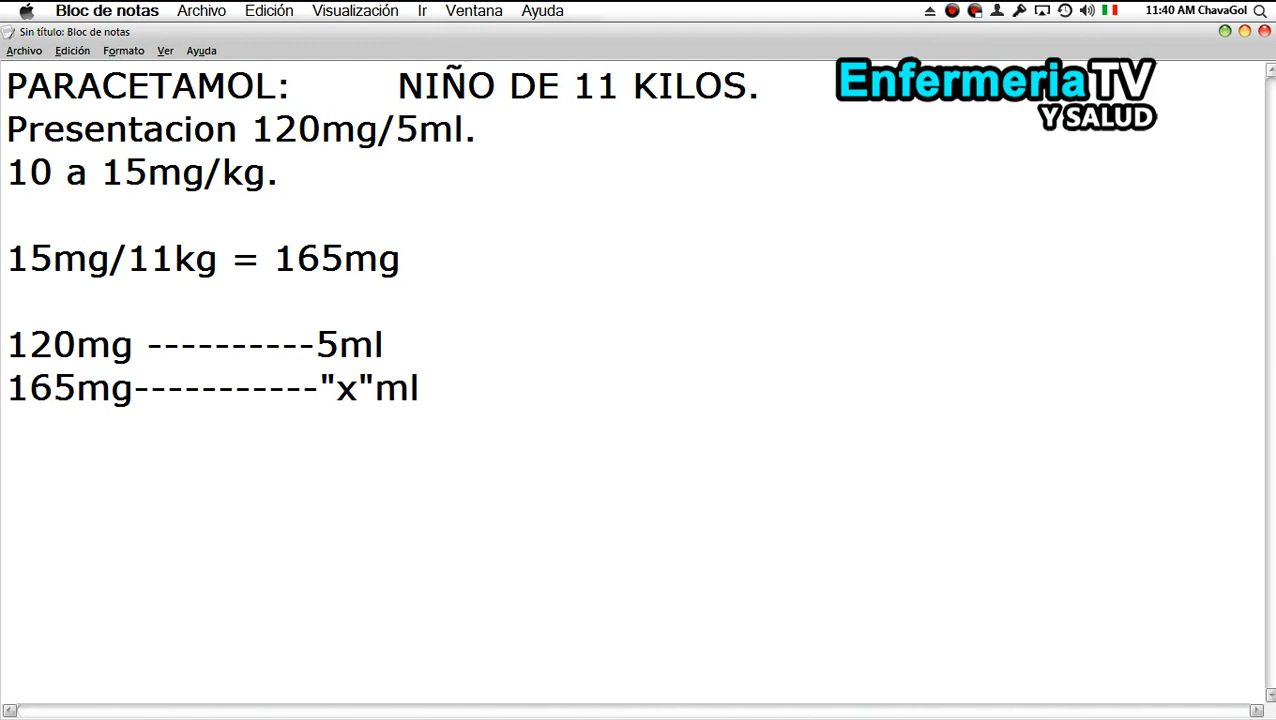 Bloc de notas Archivo Edición Visualización Ir Ventana Ayuda 11:40 AM ChavaGol
Sin título: Bloc de notas
Archivo Edición Formato Ver Ayuda
PARACETAMOL: NIÑO DE 11 KILOS.
EnfermeriaTV
Y SALUD
Presentacion 120mg/5ml.
10 a 15mg/kg.
15mg/11kg = 165mg
120mg ----------5ml
165mg-----------"x"ml